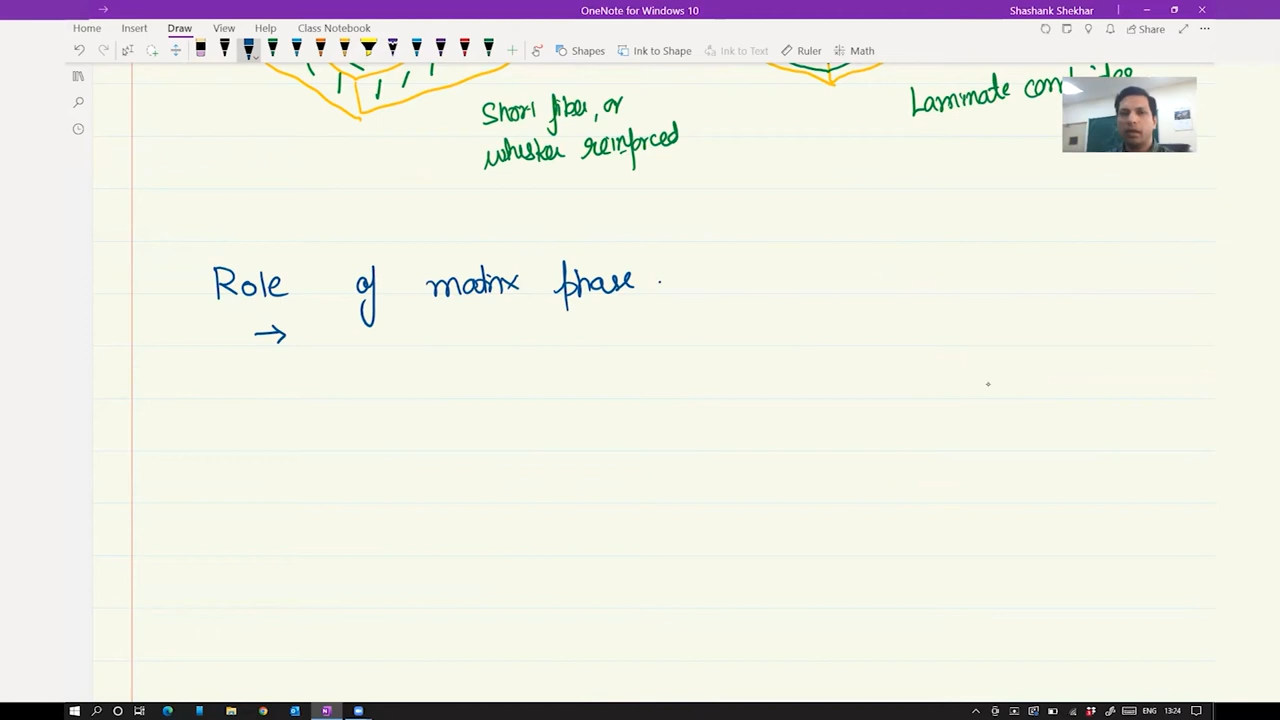 OneNote for Windows 10
Shashank Shekhar
Home Insert Draw View Help Class Notebook
Share
Shapes Ink to Shape Ink to Text Ruler Math
Short fiber, or
whisker reinforced
Laminate
Role of matrix phase.
→
ENG 13:24